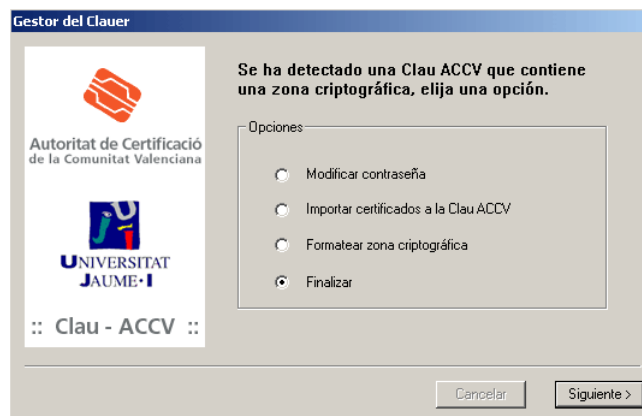 Gestor del Clauer
Autoritat de Certificació
de la Comunitat Valenciana
UNIVERSITAT
JAUME·I
:: Clau - ACCV ::
Se ha detectado una Clau ACCV que contiene
una zona criptográfica, elija una opción.
Opciones
Modificar contraseña
Importar certificados a la Clau ACCV
Formatear zona criptográfica
Finalizar
Cancelar
Siguiente >